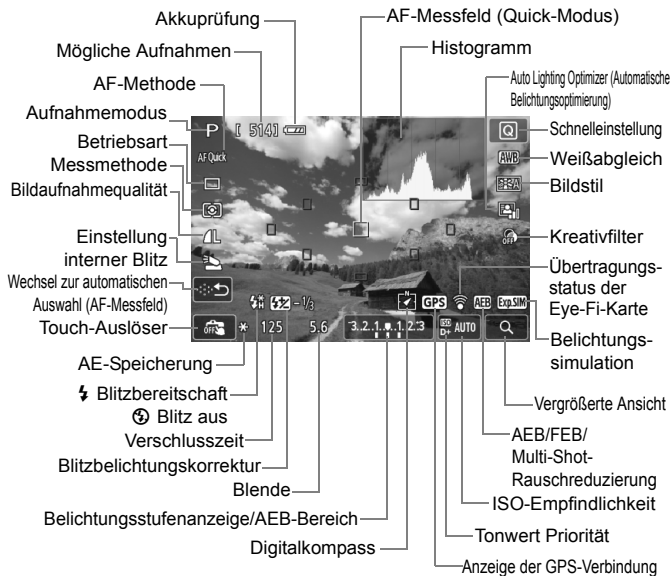 Akkuprüfung
AF-Messfeld (Quick-Modus)
Mögliche Aufnahmen
Histogramm
AF-Methode
Auto Lighting Optimizer (Automatische
Belichtungsoptimierung)
Aufnahmemodus
Betriebsart
Messmethode
Bildaufnahmequalität
Einstellung
interner Blitz
Wechsel zur automatischen
Auswahl (AF-Messfeld)
Touch-Auslöser
P [ 514]
Q
AF Quick
AWB
A
L
OFF
OFF
N
GPS
AEB
Exp.SIM
-1/3
* 125 5.6
3..2..1..0..1..2:3
ISO
D+ AUTO
Schnelleinstellung
Weißabgleich
Bildstil
Kreativfilter
Übertragungs-
status der
Eye-Fi-Karte
Belichtungs-
simulation
AE-Speicherung
Blitzbereitschaft
Blitz aus
Verschlusszeit
Blitzbelichtungskorrektur
Blende
Belichtungsstufenanzeige/AEB-Bereich
Digitalkompass
Vergrößerte Ansicht
AEB/FEB/
Multi-Shot-
Rauschreduzierung
ISO-Empfindlichkeit
Tonwert Priorität
Anzeige der GPS-Verbindung